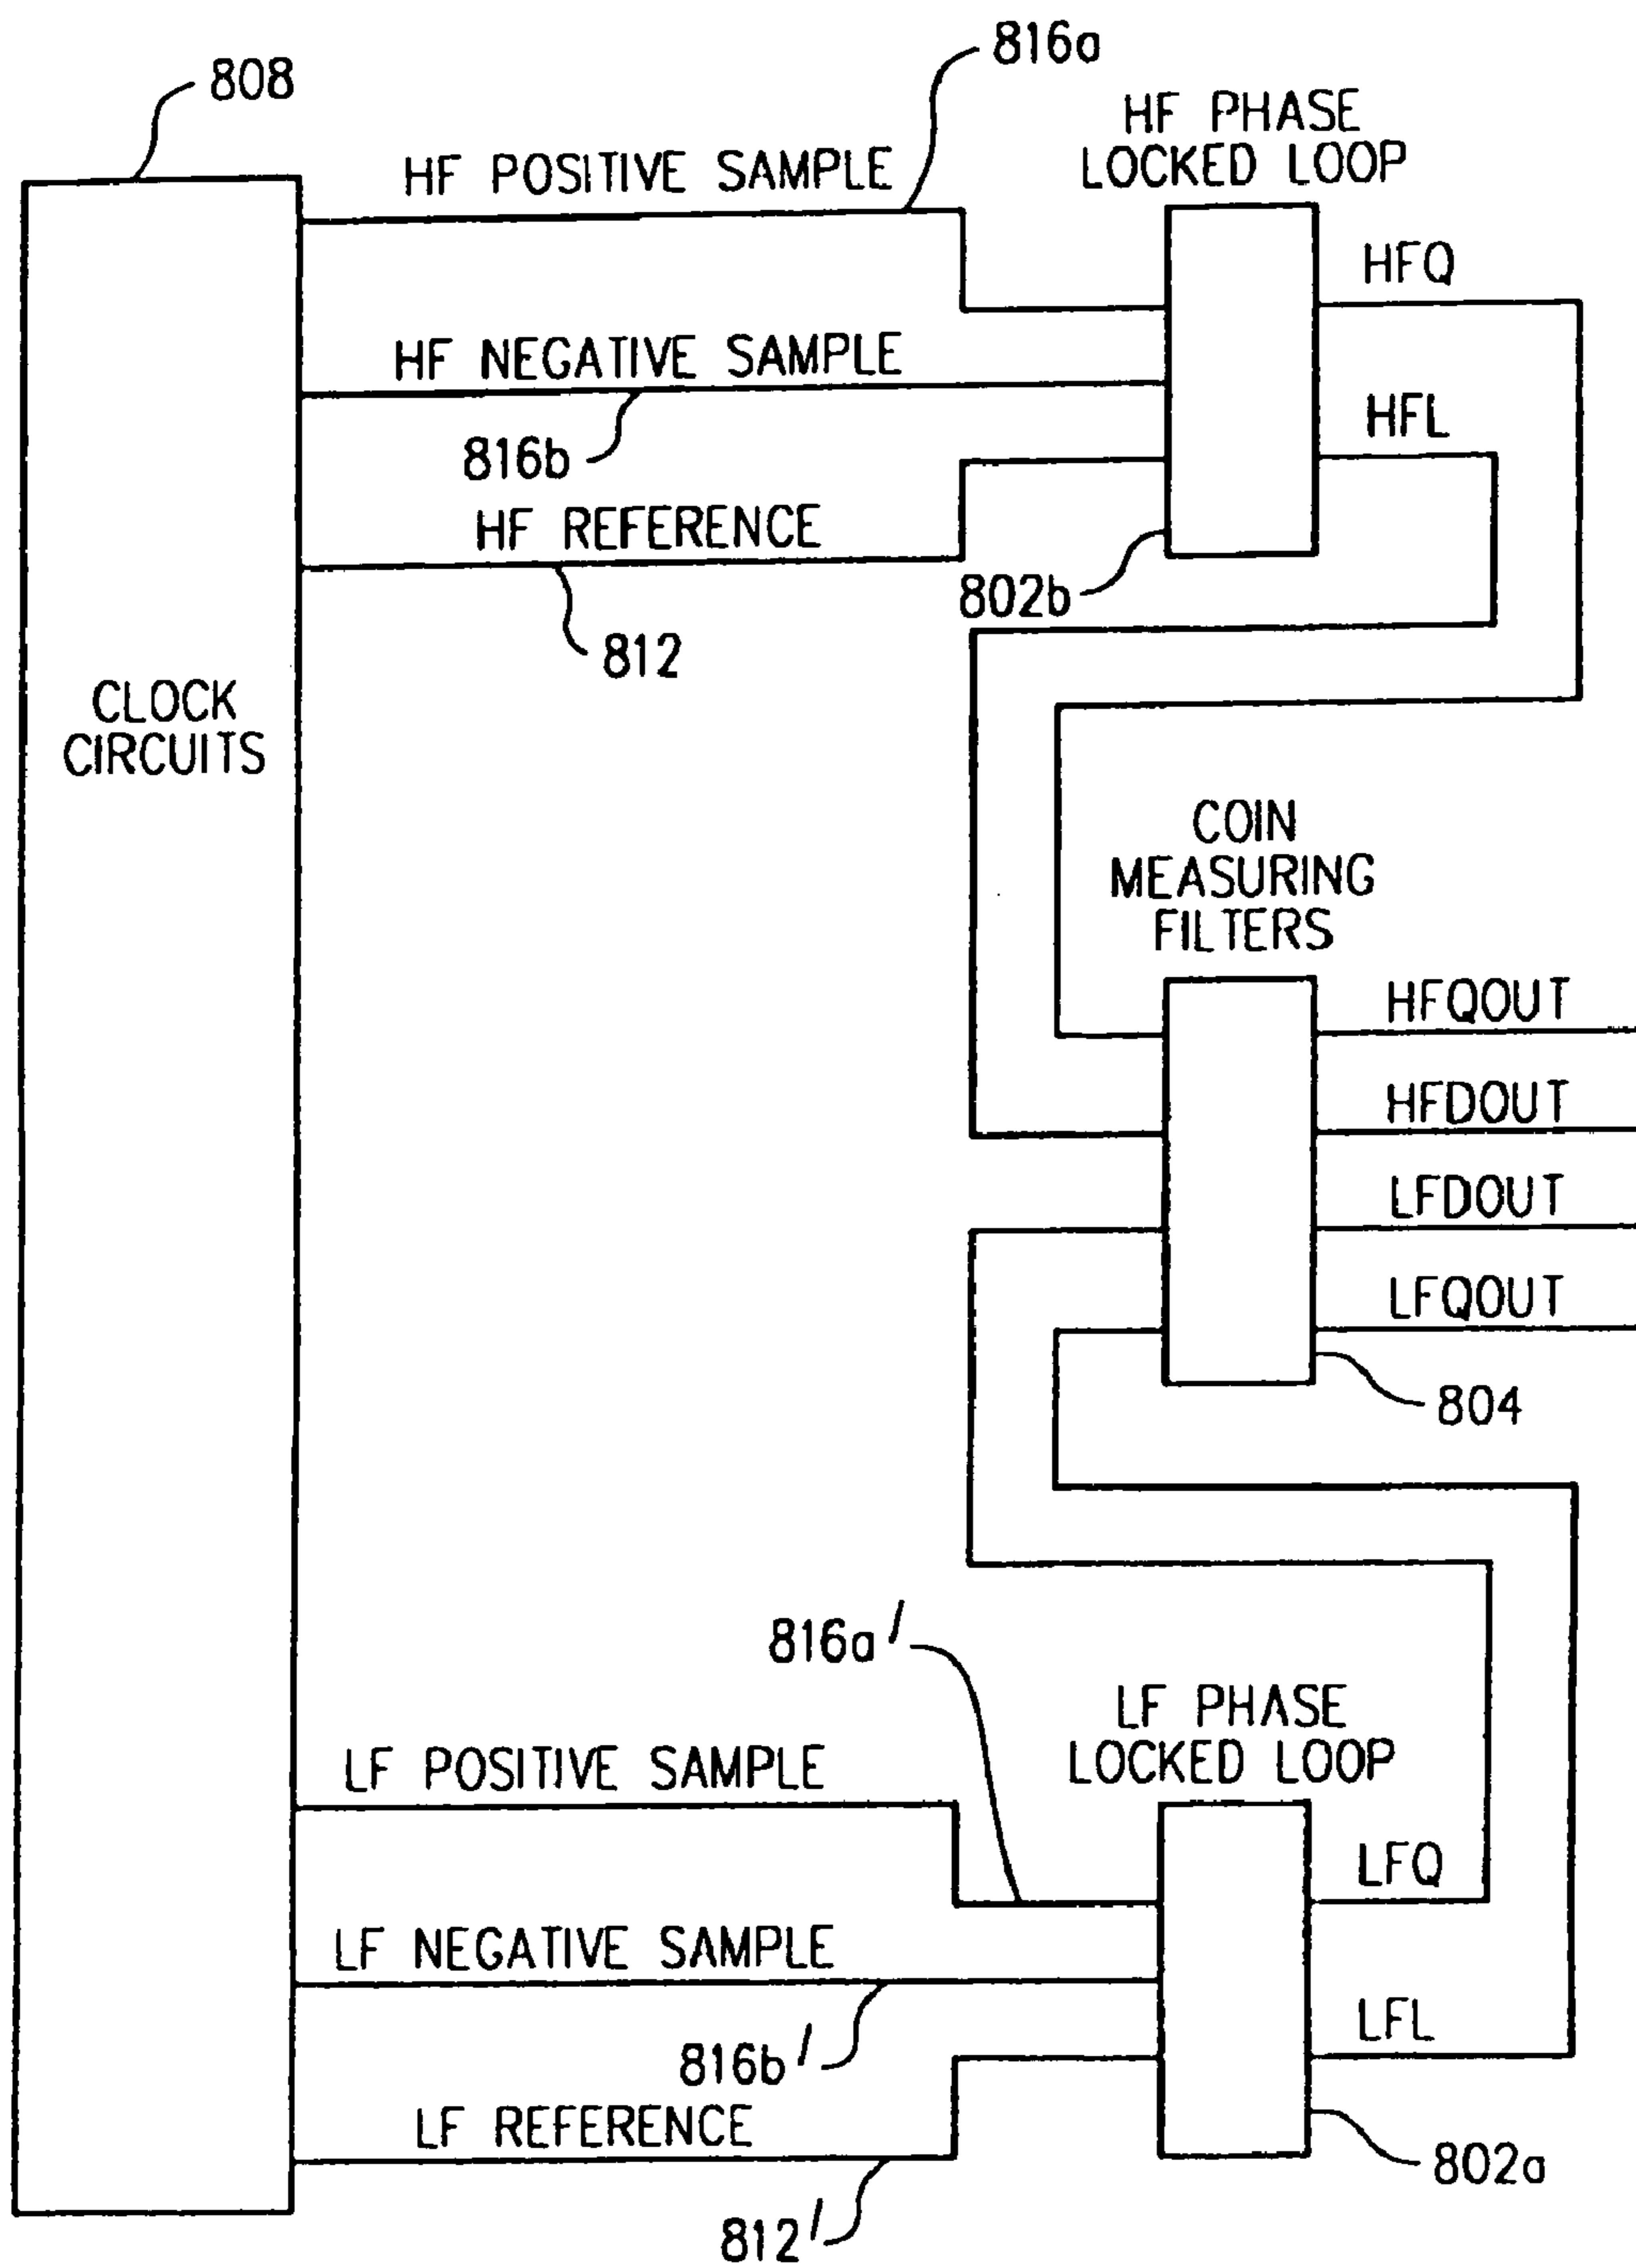 808
816a
HF PHASE
LOCKED LOOP
HF POSITIVE SAMPLE
HFQ
HF NEGATIVE SAMPLE
HFL
816b
HF REFERENCE
802b
812
CLOCK
CIRCUITS
COIN
MEASURING
FILTERS
HFQOUT
HFDOUT
LFDOUT
LFQOUT
804
816a'
LF PHASE
LOCKED LOOP
LF POSITIVE SAMPLE
LFQ
LF NEGATIVE SAMPLE
LFL
816b'
LF REFERENCE
802a
812'